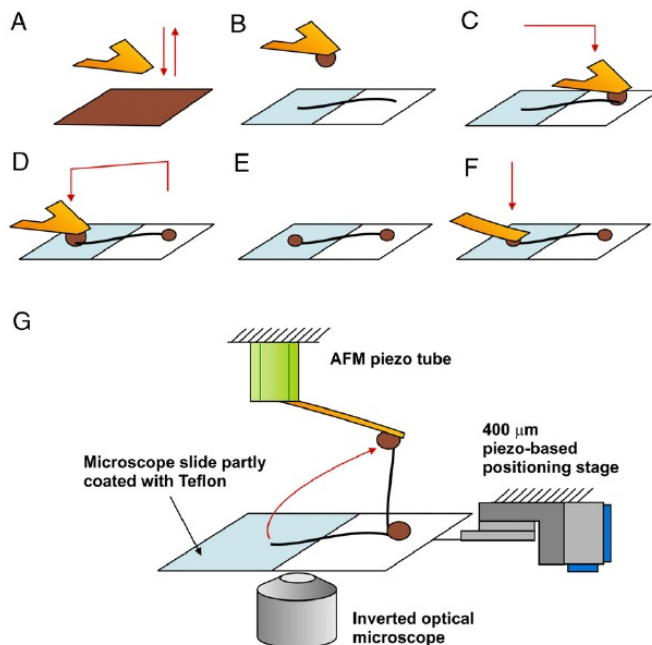 A
B
C
D
E
F
G
AFM piezo tube
400 μm
piezo-based
positioning stage
Microscope slide partly
coated with Teflon
Inverted optical
microscope